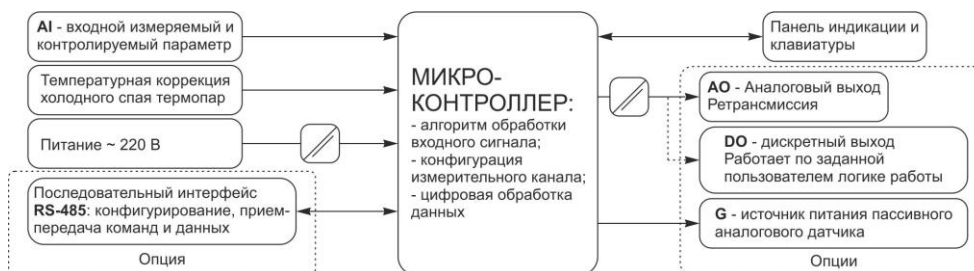 AI - входной измеряемый и
контролируемый параметр
Температурная коррекция
холодного спая термопар
Питание ~ 220 В
Последовательный интерфейс
RS-485: конфигурирование, прием-
передача команд и данных
Опция
МИКРО-
КОНТРОЛЛЕР:
- алгоритм обработки
входного сигнала;
- конфигурация
измерительного канала;
- цифровая обработка
данных
Панель индикации и
клавиатуры
AO - Аналоговый выход
Ретрансмиссия
DO - дискретный выход
Работает по заданной
пользователем логике работы
G - источник питания пассивного
аналогового датчика
Опции